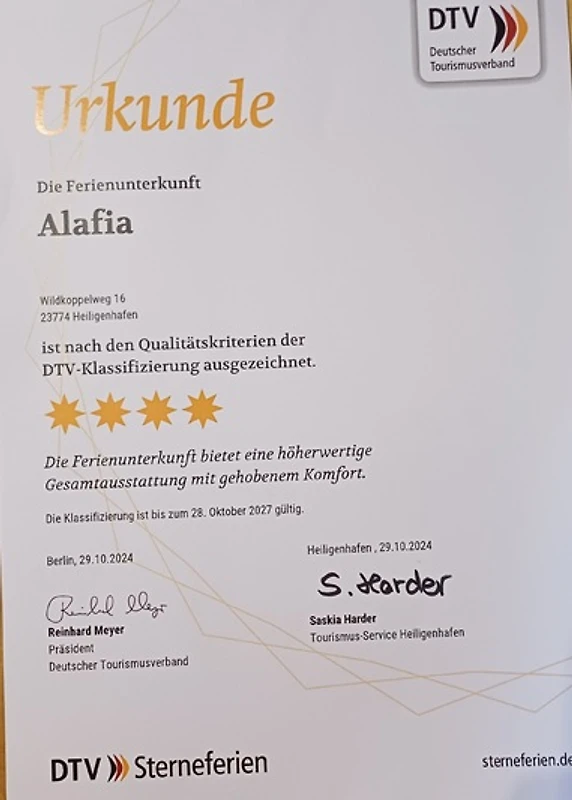 DTV
Deutscher
Tourismusverband
Urkunde
Die Ferienunterkunft
Alafia
Wildkoppelweg 16
23774 Heiligenhafen
ist nach den Qualitätskriterien der
DTV-Klassifizierung ausgezeichnet.
Die Ferienunterkunft bietet eine höherwertige
Gesamtausstattung mit gehobenem Komfort.
Die Klassifizierung ist bis zum 28. Oktober 2027 gültig.
Berlin, 29.10.2024
Reinhard Meyer
Reinhard Meyer
Präsident
Deutscher Tourismusverband
Heiligenhafen , 29.10.2024
S. Harder
Saskia Harder
Tourismus-Service Heiligenhafen
DTV Sterneferien
sterneferien.de